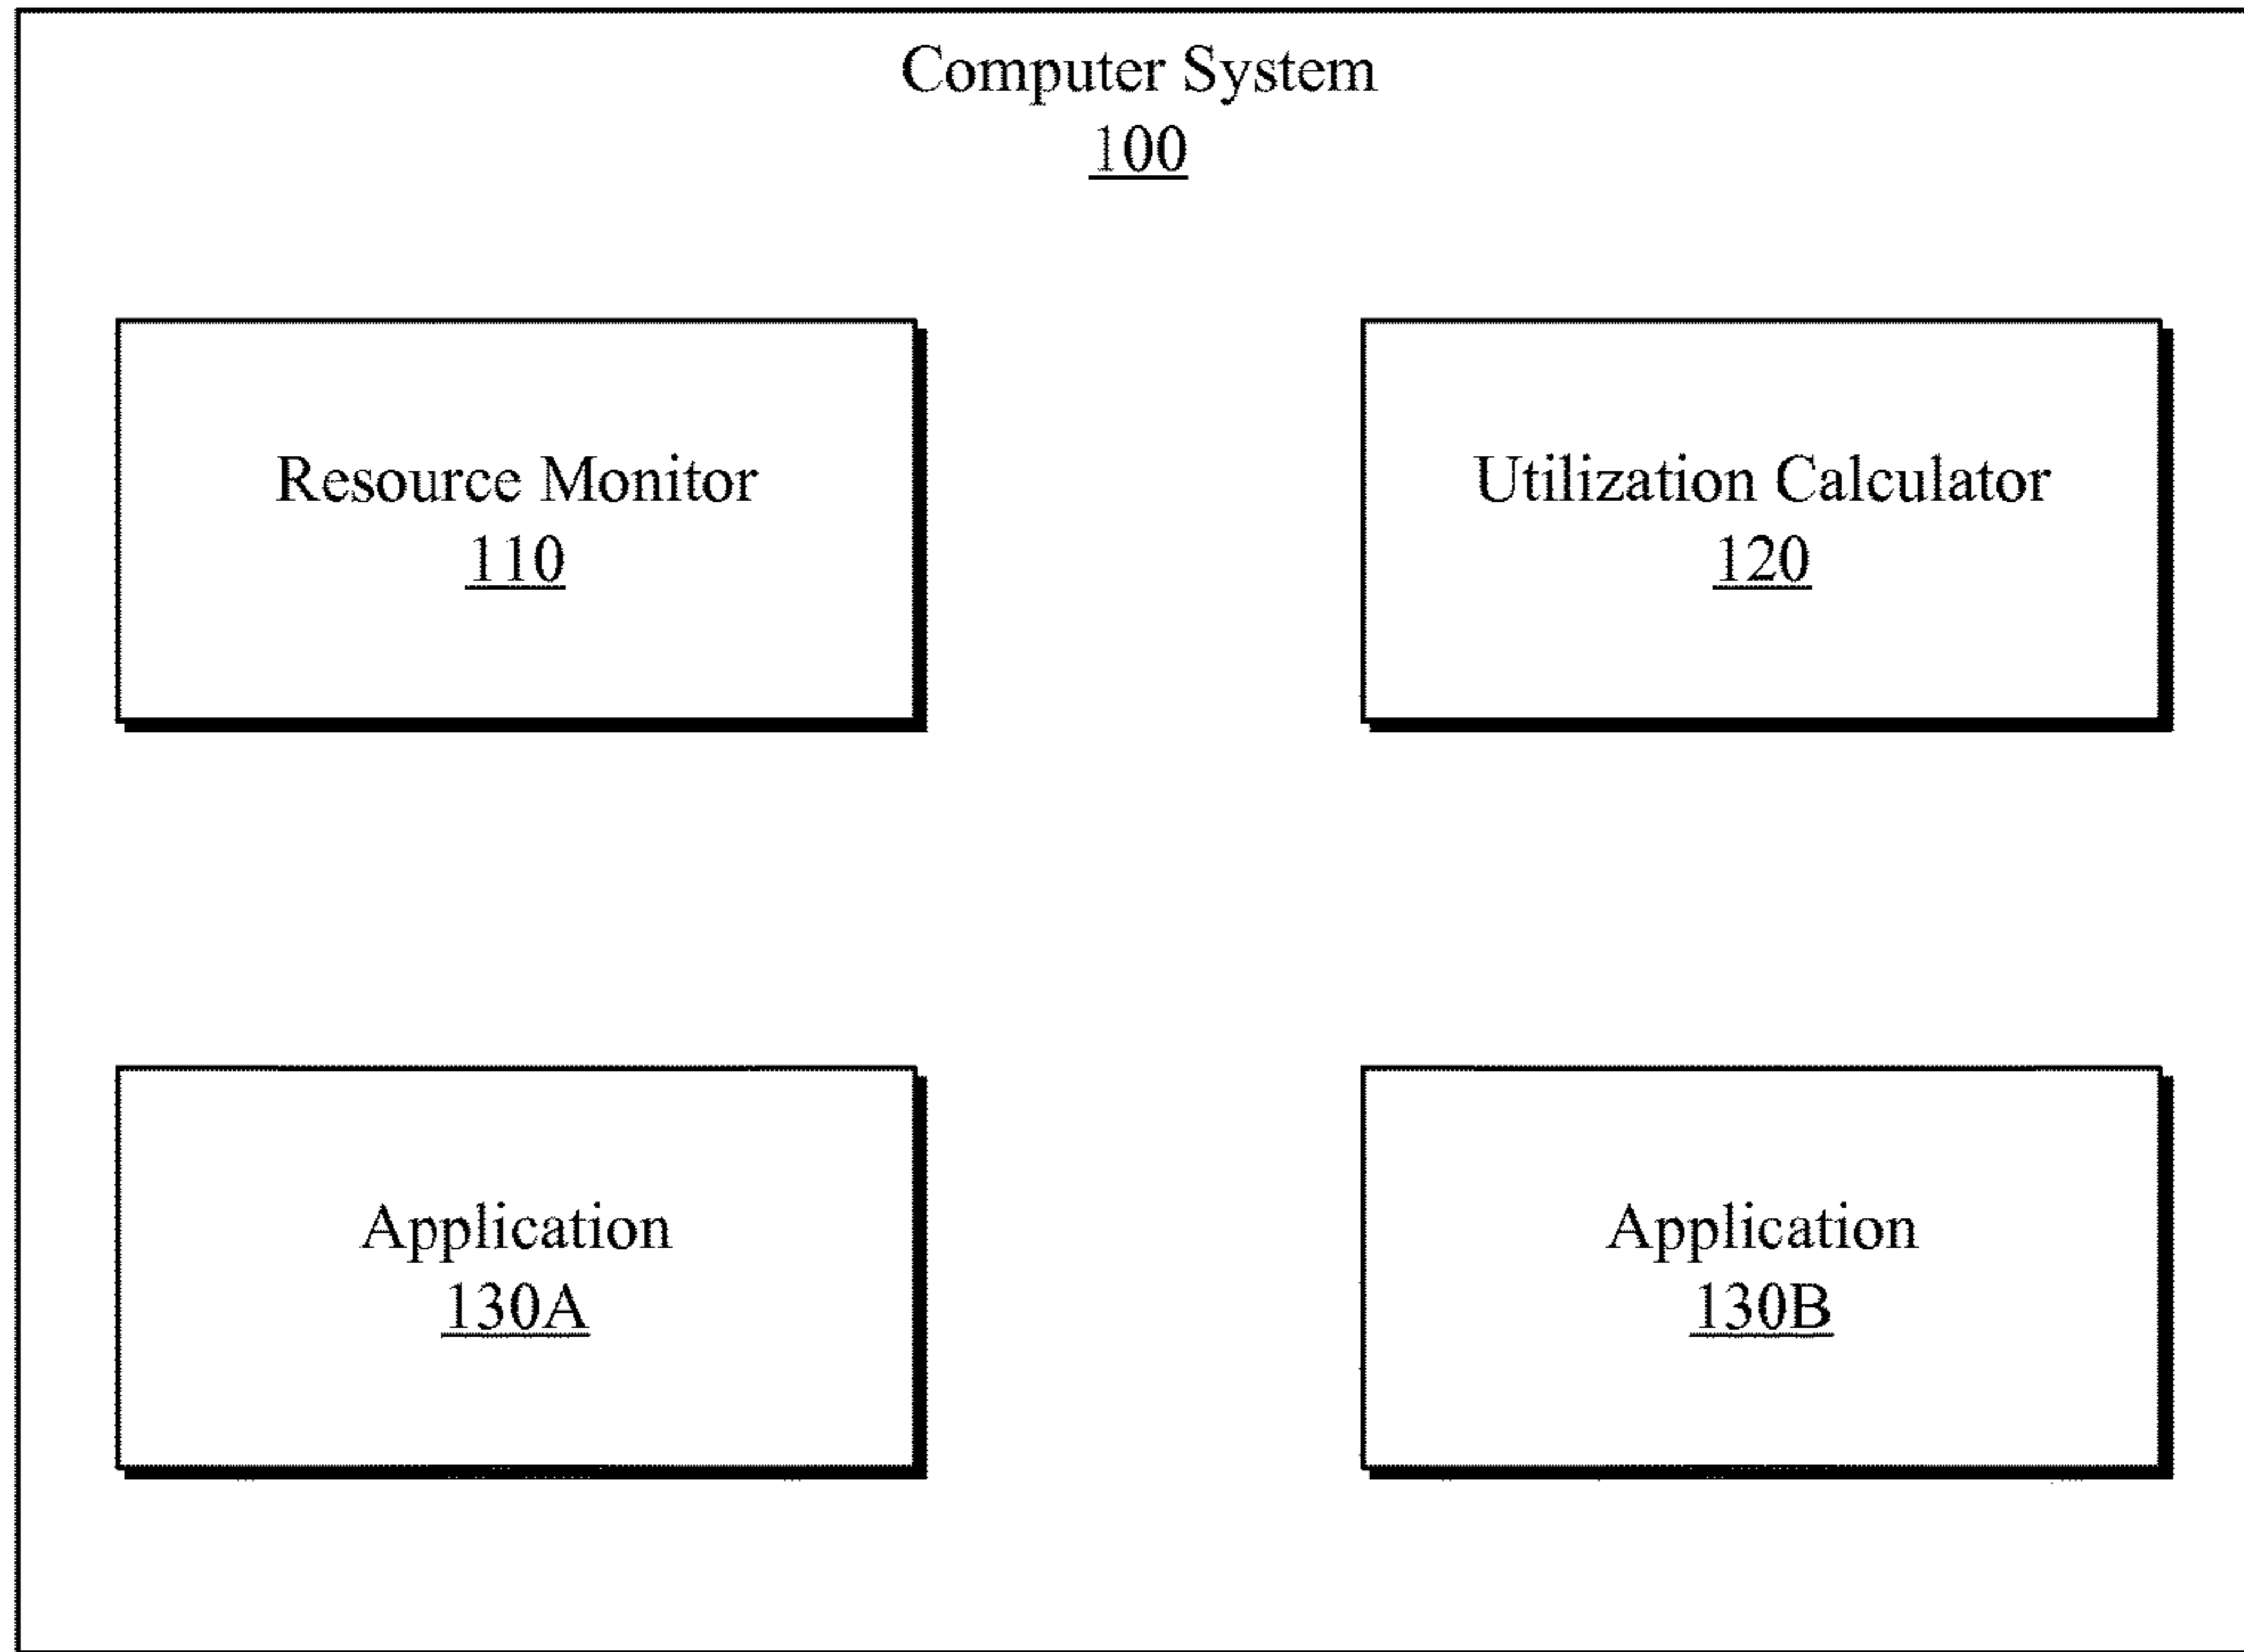 Computer System
100
Resource Monitor
110
Utilization Calculator
120
Application
130A
Application
130B